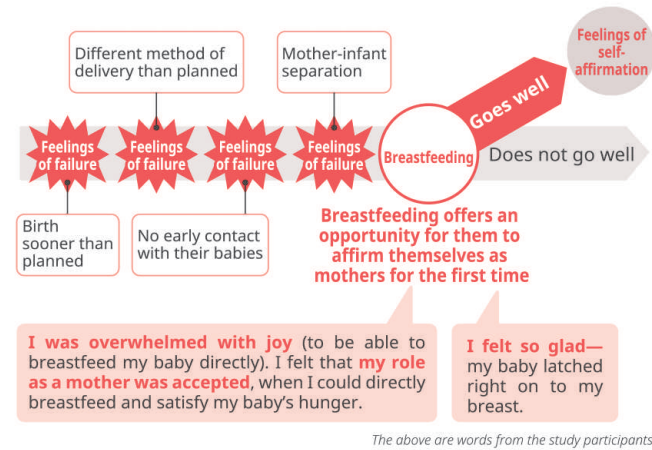 Different method of
delivery than planned
Mother-infant
separation
Feelings of
self-
affirmation
Goes well
Feelings
of failure
Feelings
of failure
Feelings
of failure
Feelings
of failure
Breastfeeding
Does not go well
Birth
sooner than
planned
No early contact
with their babies
Breastfeeding offers an
opportunity for them to
affirm themselves as
mothers for the first time
I was overwhelmed with joy (to be able to
breastfeed my baby directly). I felt that my role
as a mother was accepted, when I could directly
breastfeed and satisfy my baby’s hunger.
I felt so glad—
my baby latched
right on to my
breast.
The above are words from the study participants